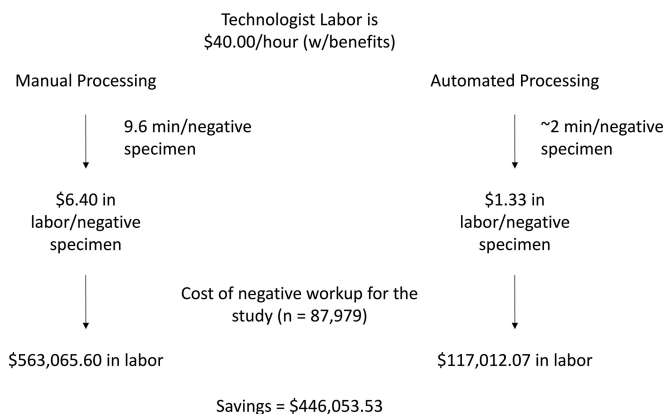 Technologist Labor is
$40.00/hour (w/benefits)
Manual Processing
Automated Processing
9.6 min/negative
specimen
~2 min/negative
specimen
$6.40 in
labor/negative
specimen
$1.33 in
labor/negative
specimen
Cost of negative workup for the
study (n = 87,979)
$563,065.60 in labor
$117,012.07 in labor
Savings = $446,053.53